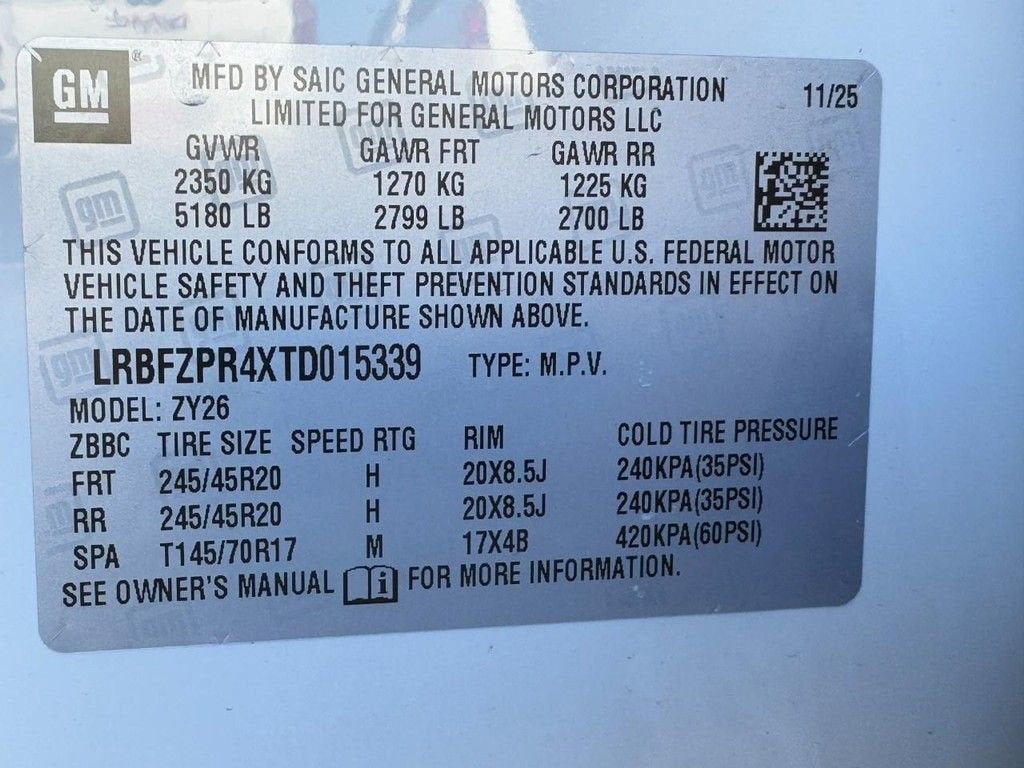 GM
MFD BY SAIC GENERAL MOTORS CORPORATION 11/25
LIMITED FOR GENERAL MOTORS LLC
GVWR GAWR FRT GAWR RR
2350 KG 1270 KG 1225 KG
5180 LB 2799 LB 2700 LB
THIS VEHICLE CONFORMS TO ALL APPLICABLE U.S. FEDERAL MOTOR
VEHICLE SAFETY AND THEFT PREVENTION STANDARDS IN EFFECT ON
THE DATE OF MANUFACTURE SHOWN ABOVE.
LRBFZPR4XTD015339 TYPE: M.P.V.
MODEL: ZY26
ZBBC TIRE SIZE SPEED RTG RIM COLD TIRE PRESSURE
FRT 245/45R20 H 20X8.5J 240KPA(35PSI)
RR 245/45R20 H 20X8.5J 240KPA(35PSI)
SPA T145/70R17 M 17X4B 420KPA(60PSI)
SEE OWNER'S MANUAL i FOR MORE INFORMATION.